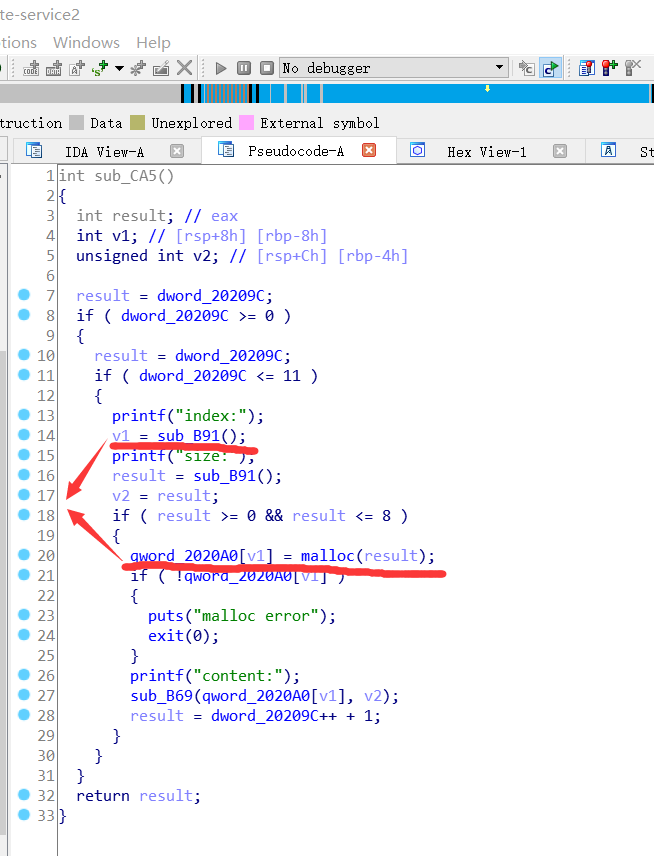 te-service2
tions Windows Help
No debugger
truction Data Unexplored External symbol
IDA View-A Pseudocode-A Hex View-1 St
1 int sub_CA5()
2 {
3 int result; // eax
4 int v1; // [rsp+8h] [rbp-8h]
5 unsigned int v2; // [rsp+Ch] [rbp-4h]
6
7 result = dword_20209C;
8 if ( dword_20209C >= 0 )
9 {
10 result = dword_20209C;
11 if ( dword_20209C <= 11 )
12 {
13 printf("index:");
14 v1 = sub_B91();
15 printf("size:");
16 result = sub_B91();
17 v2 = result;
18 if ( result >= 0 && result <= 8 )
19 {
20 qword_2020A0[v1] = malloc(result);
21 if ( !qword_2020A0[v1] )
22 {
23 puts("malloc error");
24 exit(0);
25 }
26 printf("content:");
27 sub_B69(qword_2020A0[v1], v2);
28 result = dword_20209C++ + 1;
29 }
30 }
31 }
32 return result;
33 }